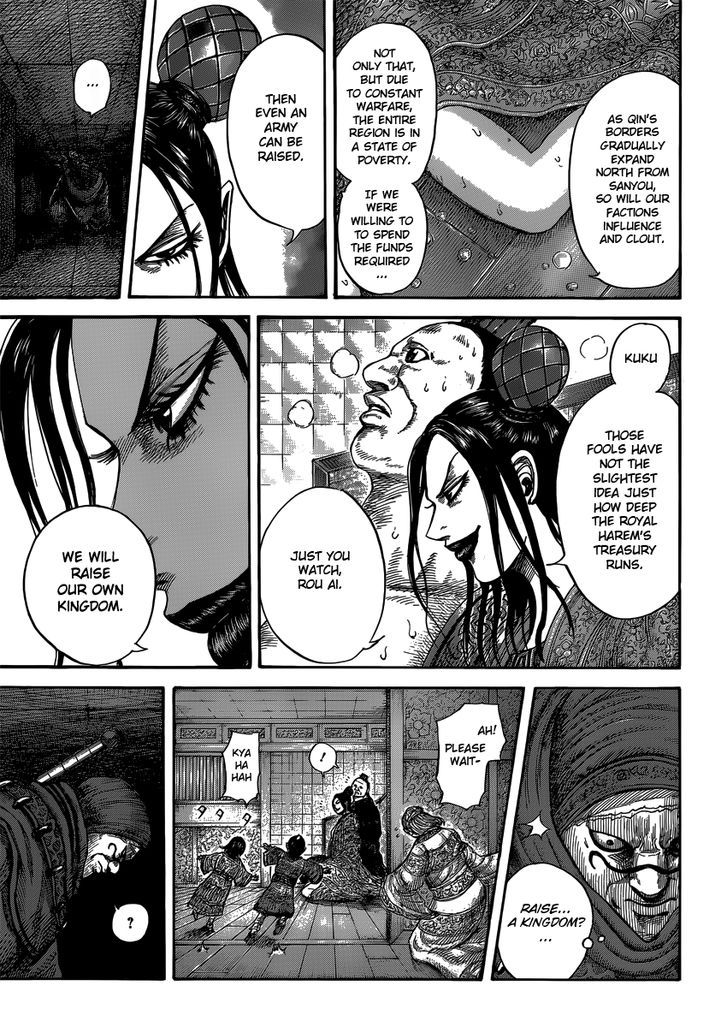 AS QIN'S
BORDERS
GRADUALLY
EXPAND
NORTH FROM
SANYOU,
SO WILL OUR
FACTIONS
INFLUENCE
AND CLOUT.
NOT
ONLY THAT,
BUT DUE
TO CONSTANT
WARFARE,
THE ENTIRE
REGION IS IN
A STATE OF
POVERTY.
IF WE
WERE
WILLING TO
TO SPEND
THE FUNDS
REQUIRED
...
THEN
EVEN AN
ARMY
CAN BE
RAISED.
...
KUKU
THOSE
FOOLS HAVE
NOT THE
SLIGHTEST
IDEA JUST
HOW DEEP
THE ROYAL
HAREM'S
TREASURY
RUNS.
JUST YOU
WATCH,
ROU AI.
WE WILL
RAISE
OUR OWN
KINGDOM.
RAISE...
A KINGDOM?
...
AH!
PLEASE
WAIT-
!
KYA
HA
HAH
?